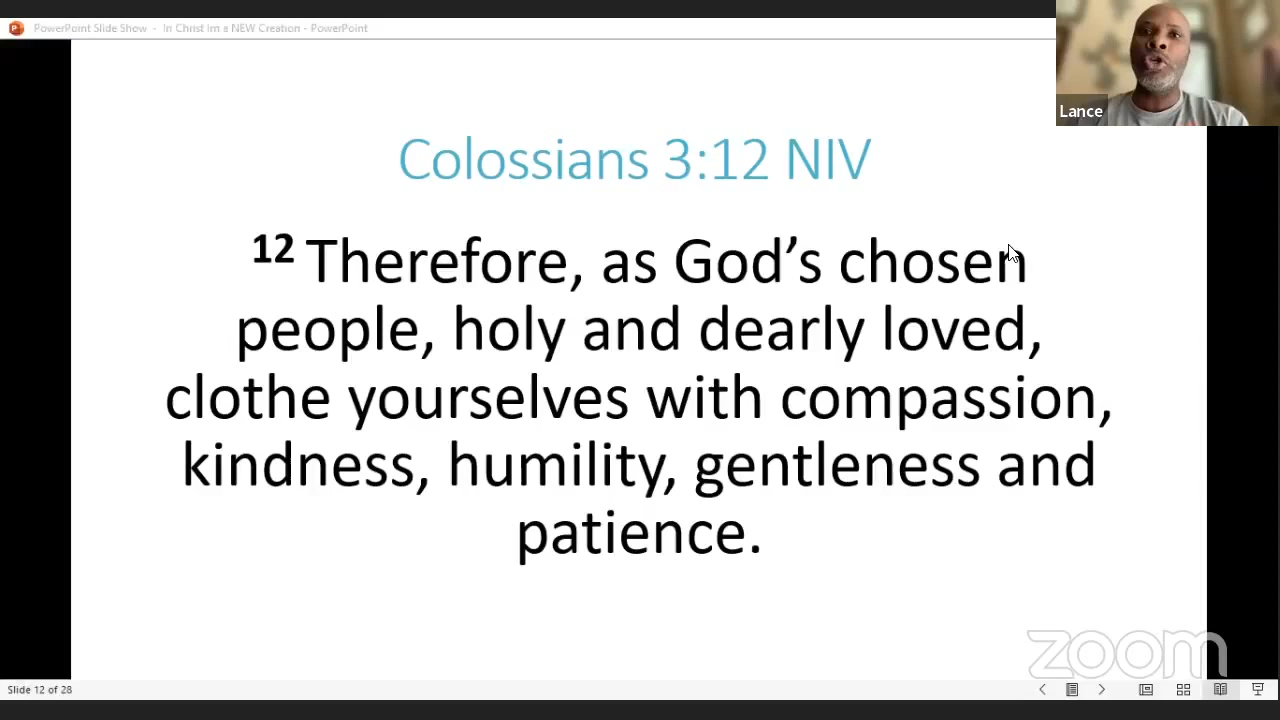 PowerPoint Slide Show - In Christ im a NEW Creation - PowerPoint
Lance
Colossians 3:12 NIV
12 Therefore, as God’s chosen
people, holy and dearly loved,
clothe yourselves with compassion,
kindness, humility, gentleness and
patience.
zoom
Slide 12 of 28